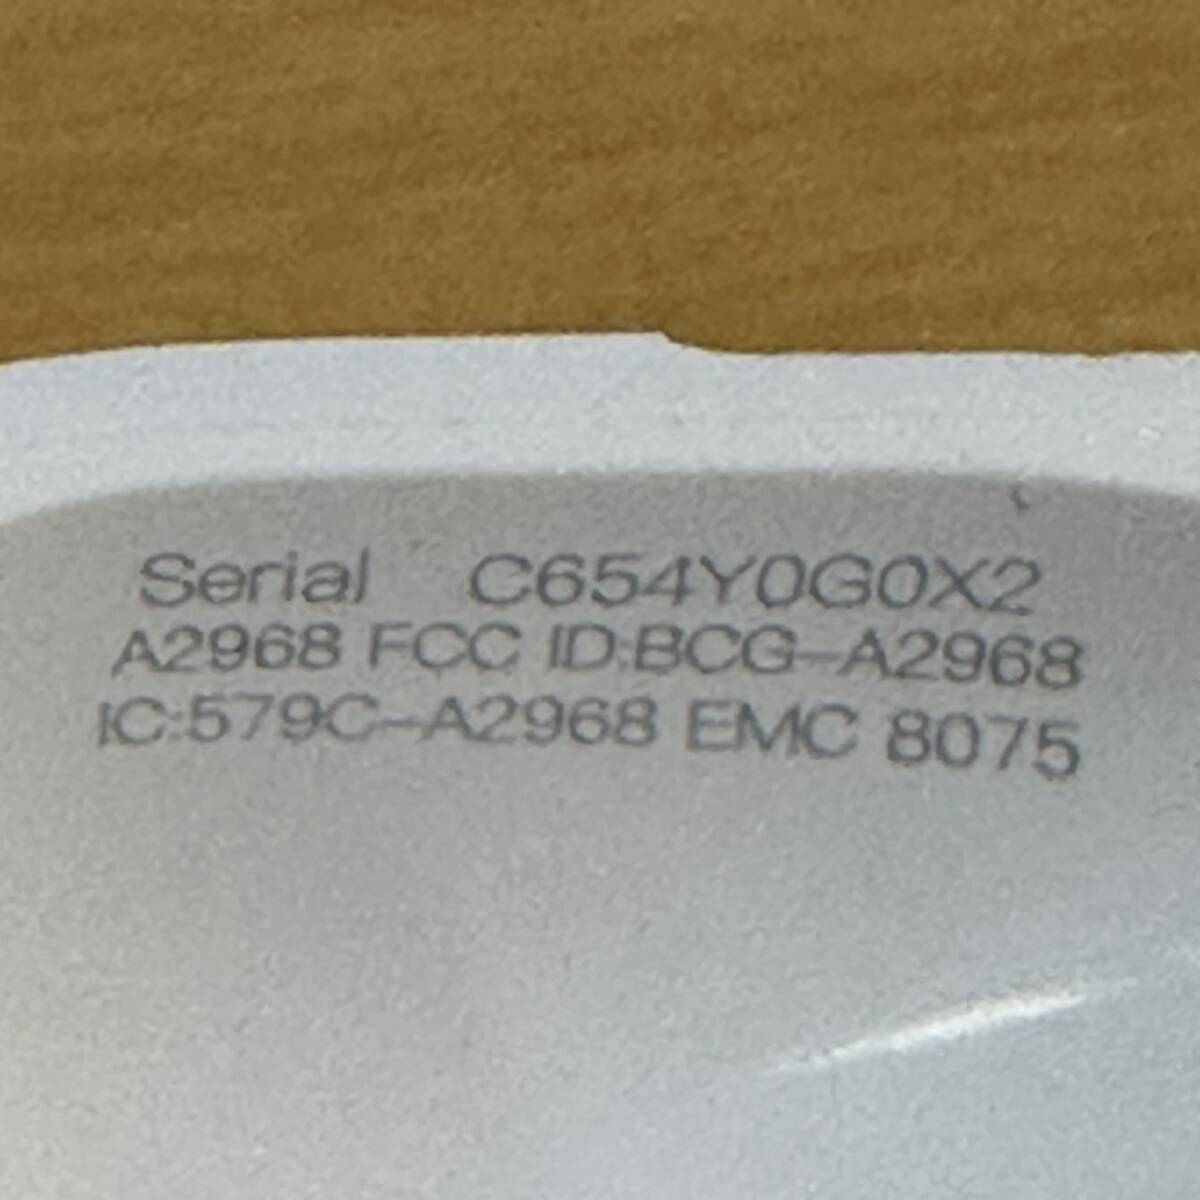 Serial C654Y0G0X2
A2968 FCC ID:BCG-A2968
IC:579C-A2968 EMC 8075